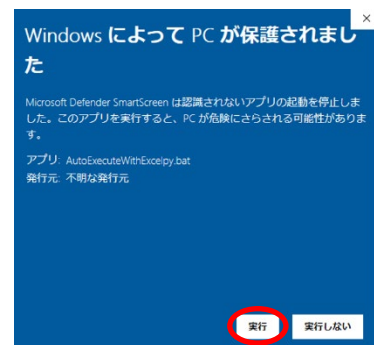 ×
Windows によって PC が保護されまし
た
Microsoft Defender SmartScreen は認識されないアプリの起動を停止しま
した。このアプリを実行すると、PC が危険にさらされる可能性がありま
す。
アプリ: AutoExecuteWithExcelpy.bat
発行元: 不明な発行元
実行 実行しない